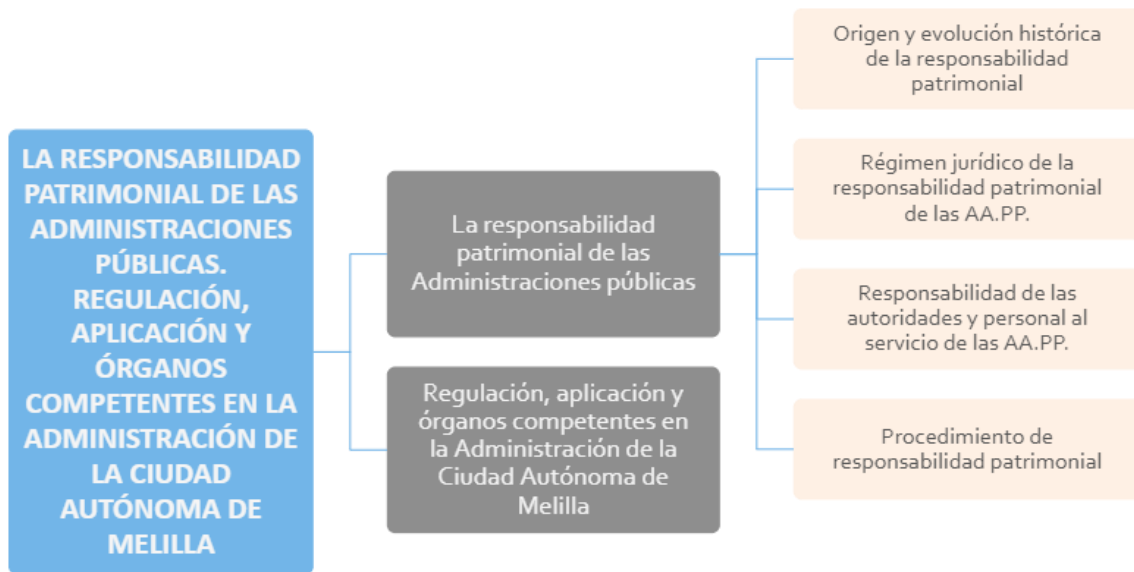 LA RESPONSABILIDAD
PATRIMONIAL DE LAS
ADMINISTRACIONES
PÚBLICAS.
REGULACIÓN,
APLICACIÓN Y
ÓRGANOS
COMPETENTES EN LA
ADMINISTRACIÓN DE
LA CIUDAD
AUTÓNOMA DE
MELILLA
La responsabilidad
patrimonial de las
Administraciones públicas
Regulación, aplicación y
órganos competentes en
la Administración de la
Ciudad Autónoma de
Melilla
Origen y evolución histórica
de la responsabilidad
patrimonial
Régimen jurídico de la
responsabilidad patrimonial
de las AA.PP.
Responsabilidad de las
autoridades y personal al
servicio de las AA.PP.
Procedimiento de
responsabilidad patrimonial